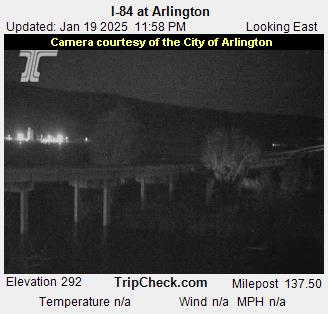 I-84 at Arlington
Updated: Jan 19 2025 11:58 PM Looking East
Camera courtesy of the City of Arlington
Elevation 292 TripCheck.com Milepost 137.50
Temperature n/a Wind n/a MPH n/a